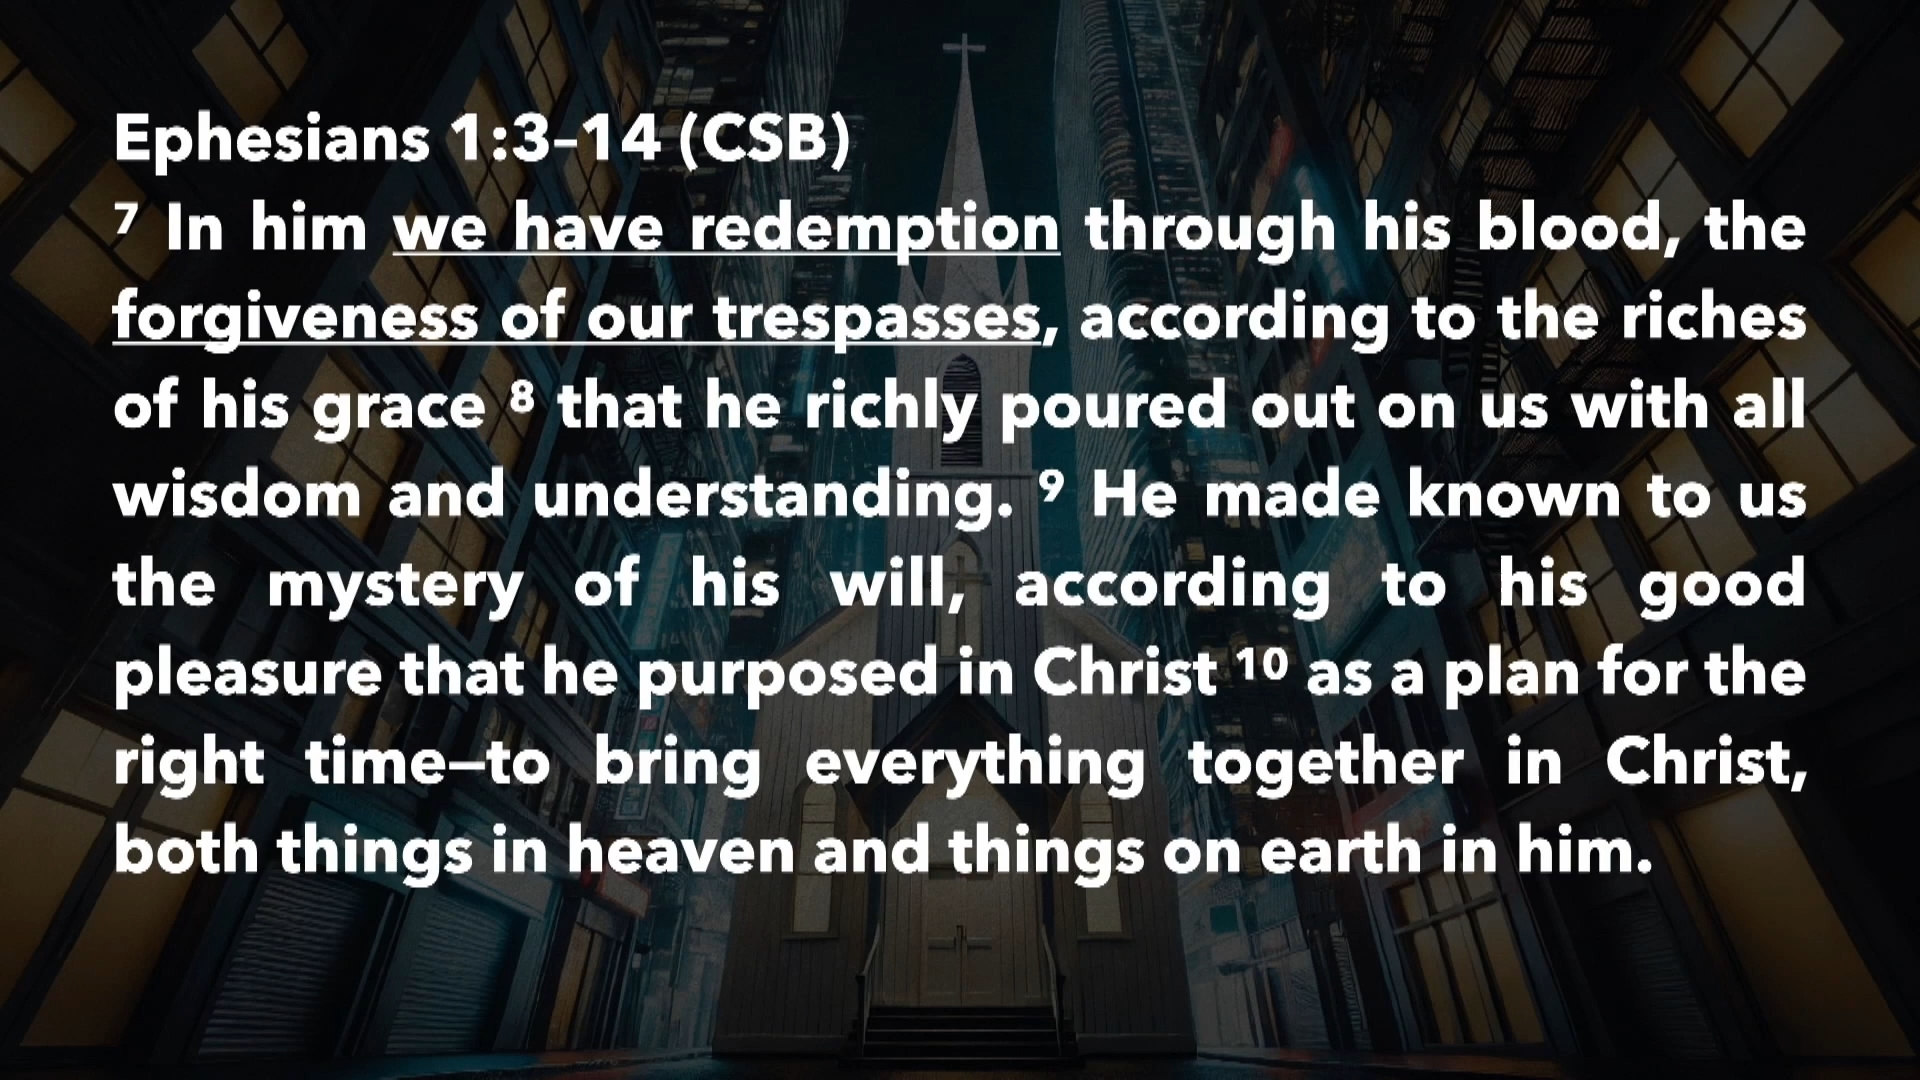 Ephesians 1:3–14 (CSB)
⁷ In him we have redemption through his blood, the
forgiveness of our trespasses, according to the riches
of his grace ⁸ that he richly poured out on us with all
wisdom and understanding. ⁹ He made known to us
the mystery of his will, according to his good
pleasure that he purposed in Christ ¹⁰ as a plan for the
right time—to bring everything together in Christ,
both things in heaven and things on earth in him.